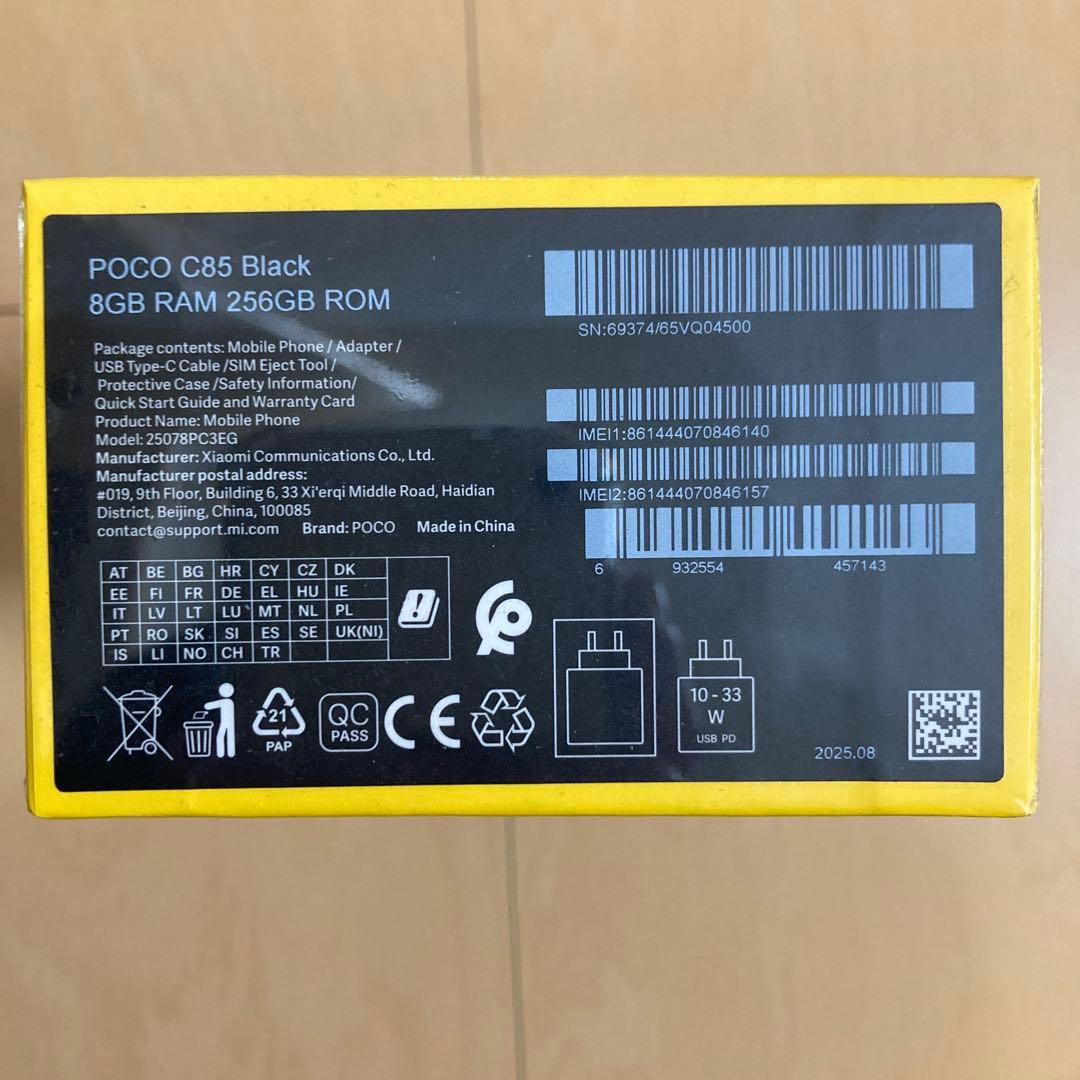 POCO C85 Black
8GB RAM 256GB ROM
Package contents: Mobile Phone / Adapter /
USB Type-C Cable /SIM Eject Tool /
Protective Case /Safety Information/
Quick Start Guide and Warranty Card
Product Name: Mobile Phone
Model: 25078PC3EG
Manufacturer: Xiaomi Communications Co., Ltd.
Manufacturer postal address:
#019, 9th Floor, Building 6, 33 Xi'erqi Middle Road, Haidian
District, Beijing, China, 100085
contact@support.mi.com Brand: POCO Made in China
SN:69374/65VQ04500
IMEI1:861444070846140
IMEI2:861444070846157
6 932554 457143
AT BE BG HR CY CZ DK
EE FI FR DE EL HU IE
IT LV LT LU MT NL PL
PT RO SK SI ES SE UK(NI)
IS LI NO CH TR
21
PAP
QC
PASS
CE
10 - 33
W
USB PD
2025.08